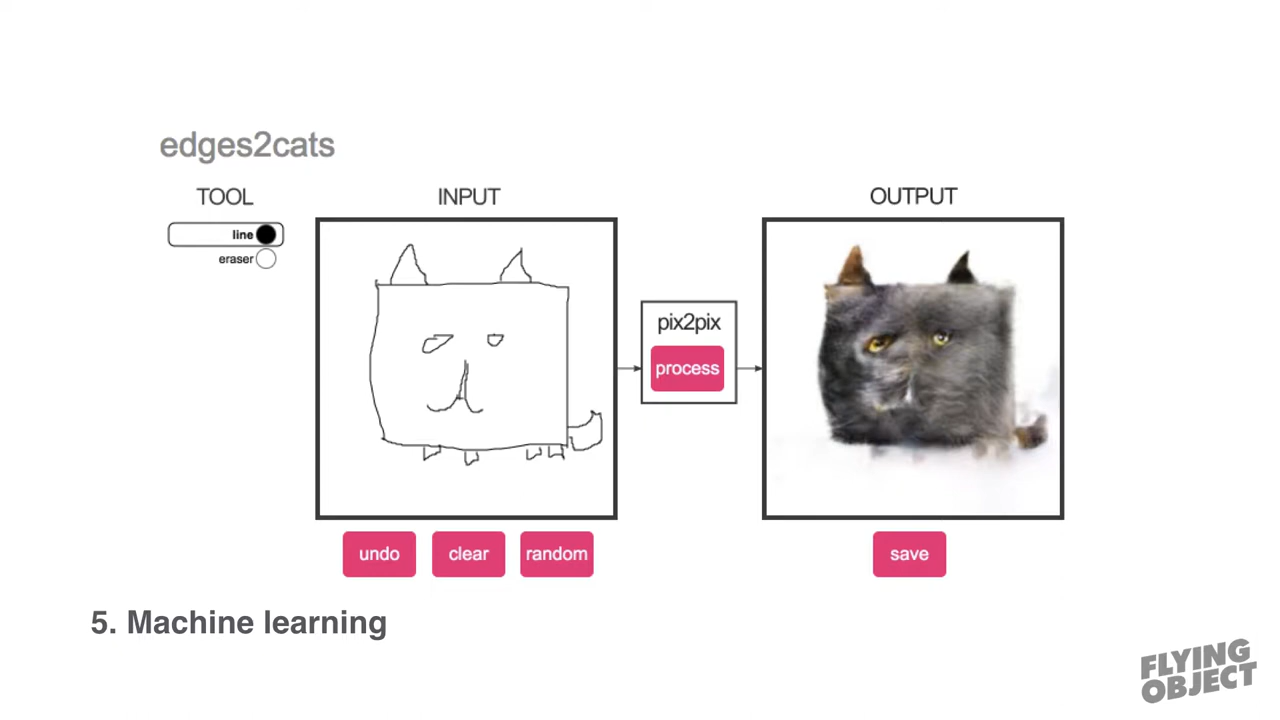 edges2cats
TOOL
line
eraser
INPUT
pix2pix
process
OUTPUT
undo
clear
random
save
5. Machine learning
FLYING
OBJECT